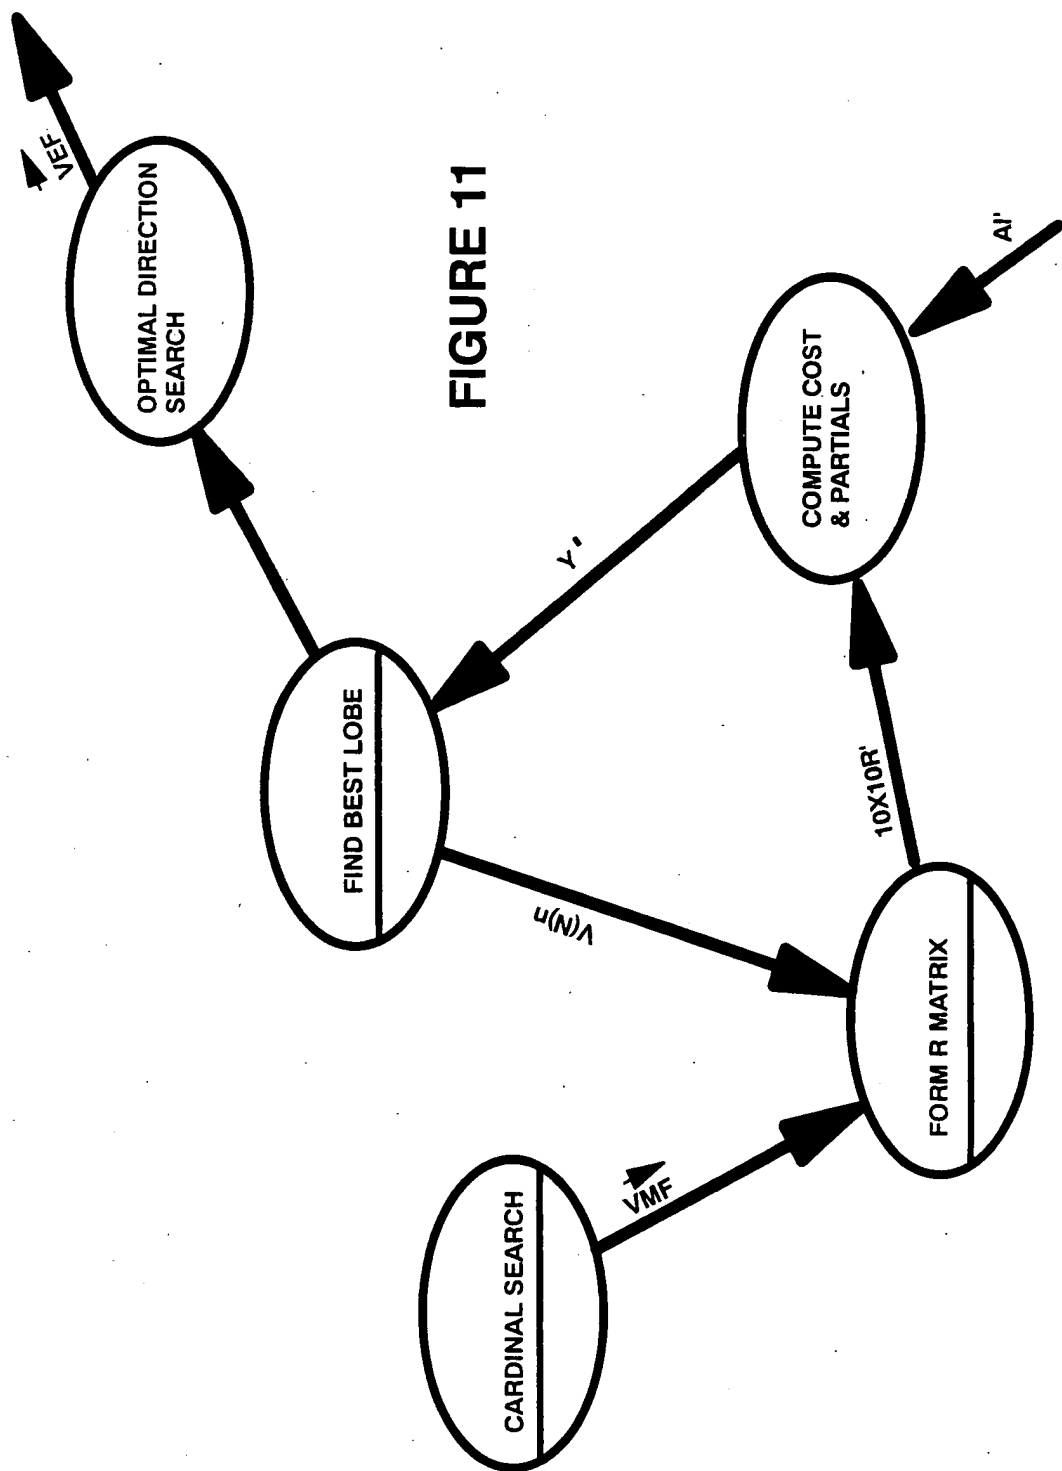 VEF
OPTIMAL DIRECTION
SEARCH
FIGURE 11
FIND BEST LOBE
Y'
AI'
COMPUTE COST
& PARTIALS
V(N)n
10X10R'
CARDINAL SEARCH
VMF
FORM R MATRIX